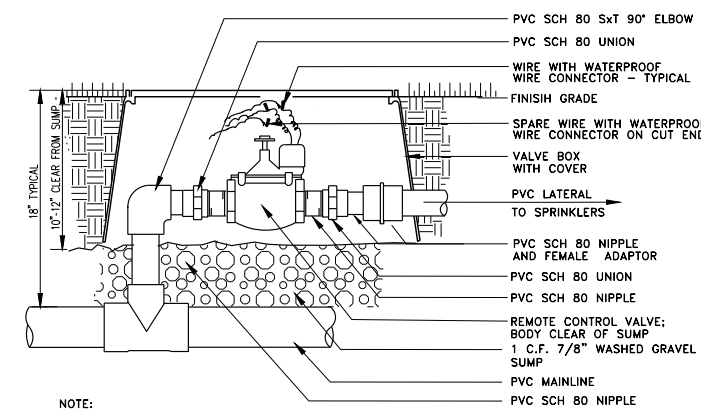 PVC SCH 80 SxT 90° ELBOW
PVC SCH 80 UNION
WIRE WITH WATERPROOF
WIRE CONNECTOR – TYPICAL
FINISIH GRADE
SPARE WIRE WITH WATERPROO
WIRE CONNECTOR ON CUT END
VALVE BOX
WITH COVER
PVC LATERAL
TO SPRINKLERS
PVC SCH 80 NIPPLE
AND FEMALE ADAPTOR
PVC SCH 80 UNION
PVC SCH 80 NIPPLE
REMOTE CONTROL VALVE;
BODY CLEAR OF SUMP
1 C.F. 7/8" WASHED GRAVEL
SUMP
PVC MAINLINE
PVC SCH 80 NIPPLE
18" TYPICAL
10"-12" CLEAR FROM SUMP
NOTE: